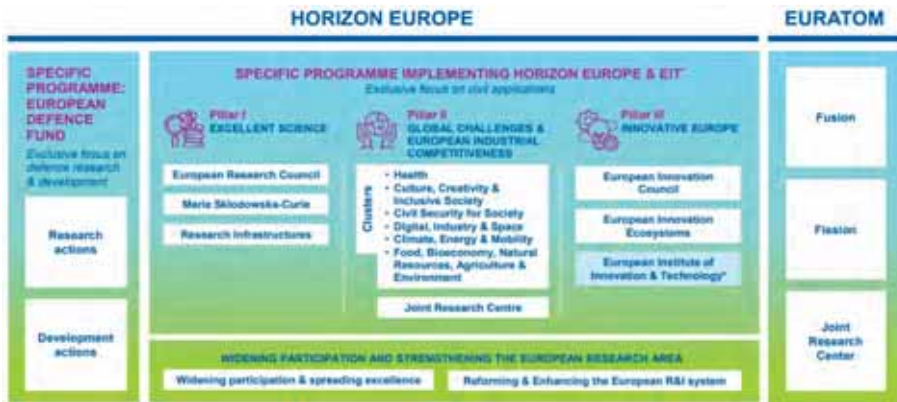 HORIZON EUROPE
EURATOM
SPECIFIC
PROGRAMME:
EUROPEAN
DEFENCE
FUND
Exclusive focus on
defence research
& development
Research
actions
Development
actions
SPECIFIC PROGRAMME IMPLEMENTING HORIZON EUROPE & EIT*
Exclusive focus on civil applications
Pillar I
EXCELLENT SCIENCE
European Research Council
Marie Skłodowska-Curie
Research Infrastructures
Pillar II
GLOBAL CHALLENGES &
EUROPEAN INDUSTRIAL
COMPETITIVENESS
Clusters
• Health
• Culture, Creativity &
Inclusive Society
• Civil Security for Society
• Digital, Industry & Space
• Climate, Energy & Mobility
• Food, Bioeconomy, Natural
Resources, Agriculture &
Environment
Joint Research Centre
Pillar III
INNOVATIVE EUROPE
European Innovation
Council
European Innovation
Ecosystems
European Institute of
Innovation & Technology*
WIDENING PARTICIPATION AND STRENGTHENING THE EUROPEAN RESEARCH AREA
Widening participation & spreading excellence
Reforming & Enhancing the European R&I system
Fusion
Fission
Joint
Research
Center